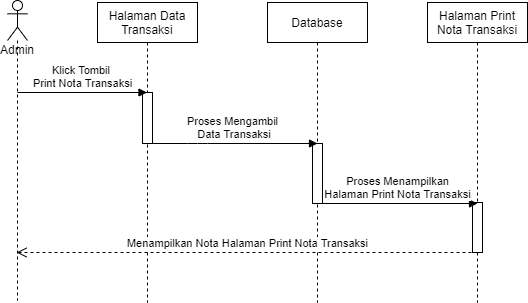 Halaman Data
Transaksi
Database
Halaman Print
Nota Transaksi
Admin
Klick Tombil
Print Nota Transaksi
Proses Mengambil
Data Transaksi
Proses Menampilkan
Halaman Print Nota Transaksi
Menampilkan Nota Halaman Print Nota Transaksi